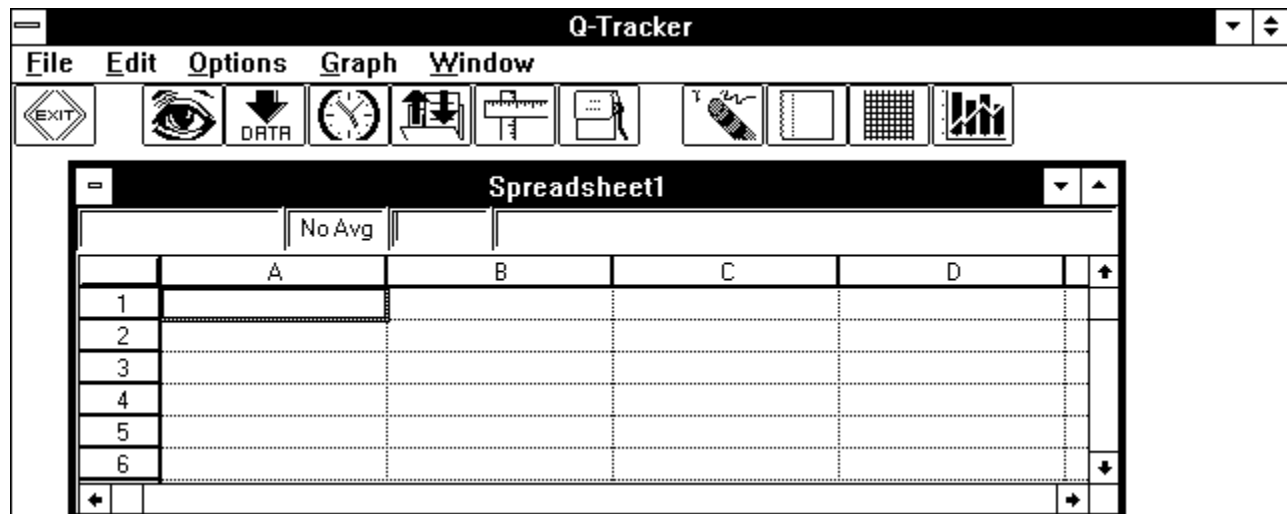 Q-Tracker
File Edit Options Graph Window
EXIT DATA
Spreadsheet1
No Avg
A B C D
1
2
3
4
5
6